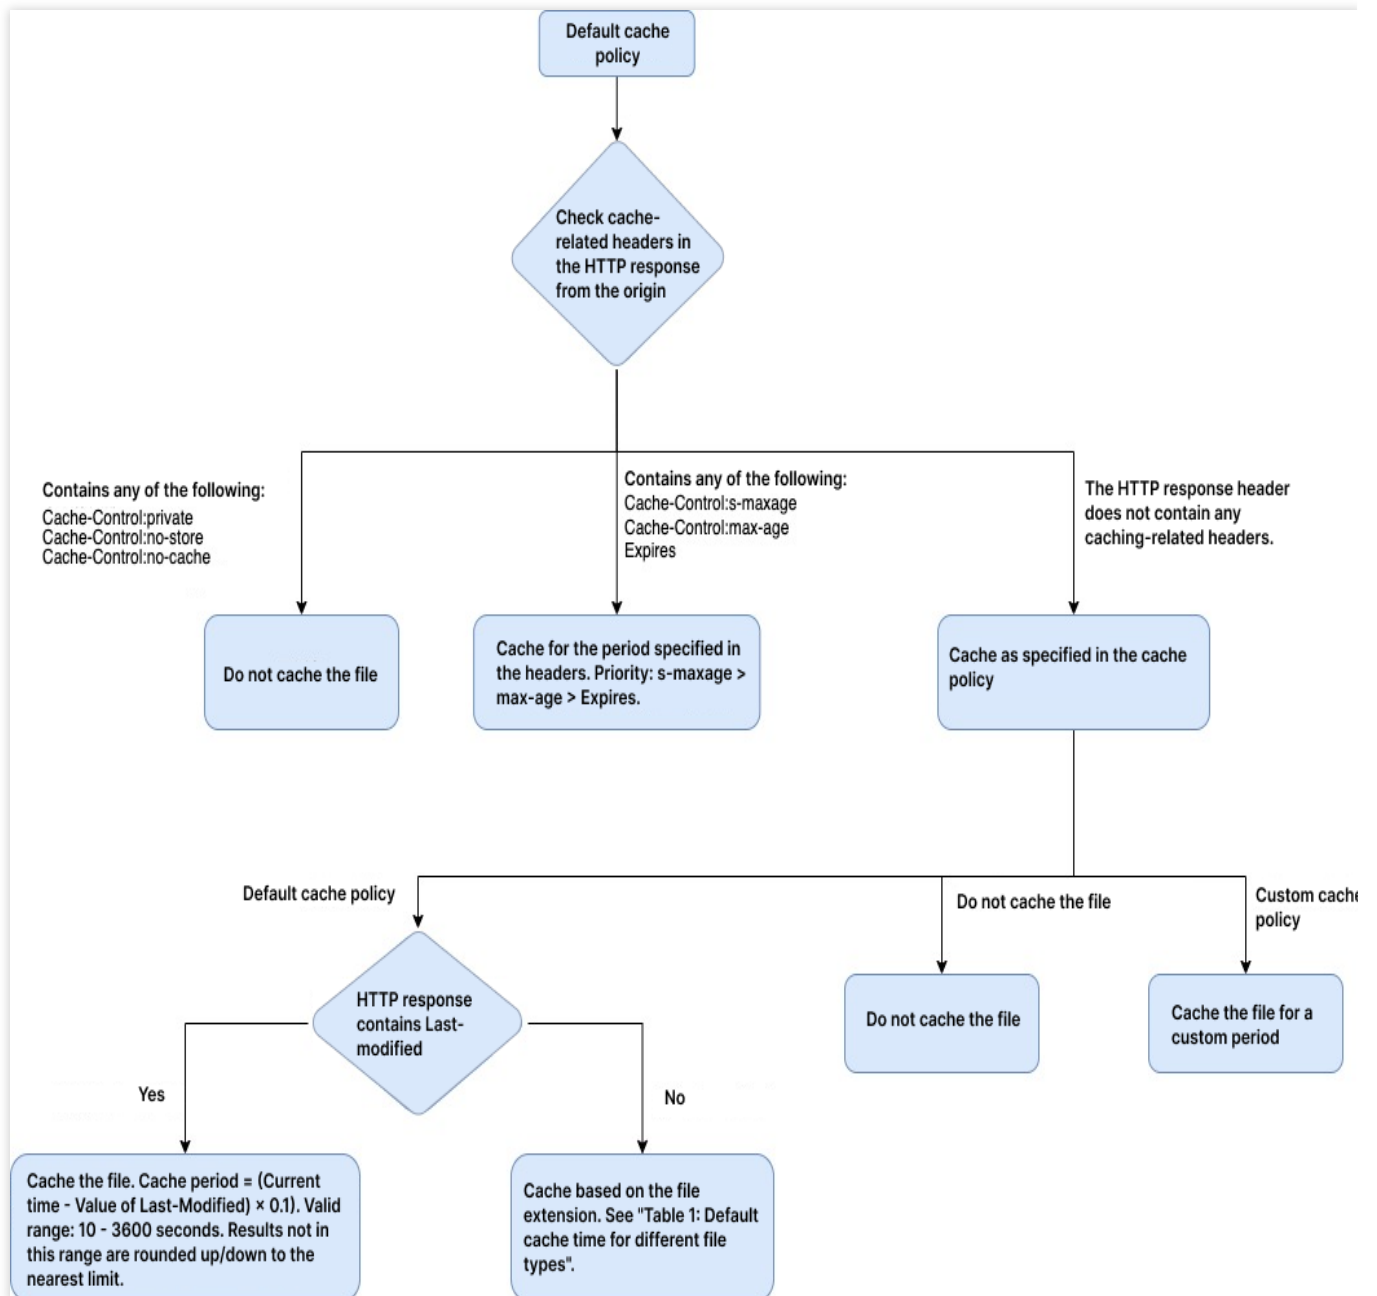 Default cache
policy
Check cache-
related headers in
the HTTP response
from the origin
Contains any of the following:
Cache-Control:private
Cache-Control:no-store
Cache-Control:no-cache
Contains any of the following:
Cache-Control:s-maxage
Cache-Control:max-age
Expires
The HTTP response header
does not contain any
caching-related headers.
Do not cache the file
Cache for the period specified in
the headers. Priority: s-maxage >
max-age > Expires.
Cache as specified in the cache
policy
Default cache policy
Do not cache the file
Custom cache
policy
HTTP response
contains Last-
modified
Do not cache the file
Cache the file for a
custom period
Yes
No
Cache the file. Cache period = (Current
time - Value of Last-Modified) × 0.1). Valid
range: 10 - 3600 seconds. Results not in
this range are rounded up/down to the
nearest limit.
Cache based on the file
extension. See "Table 1: Default
cache time for different file
types".